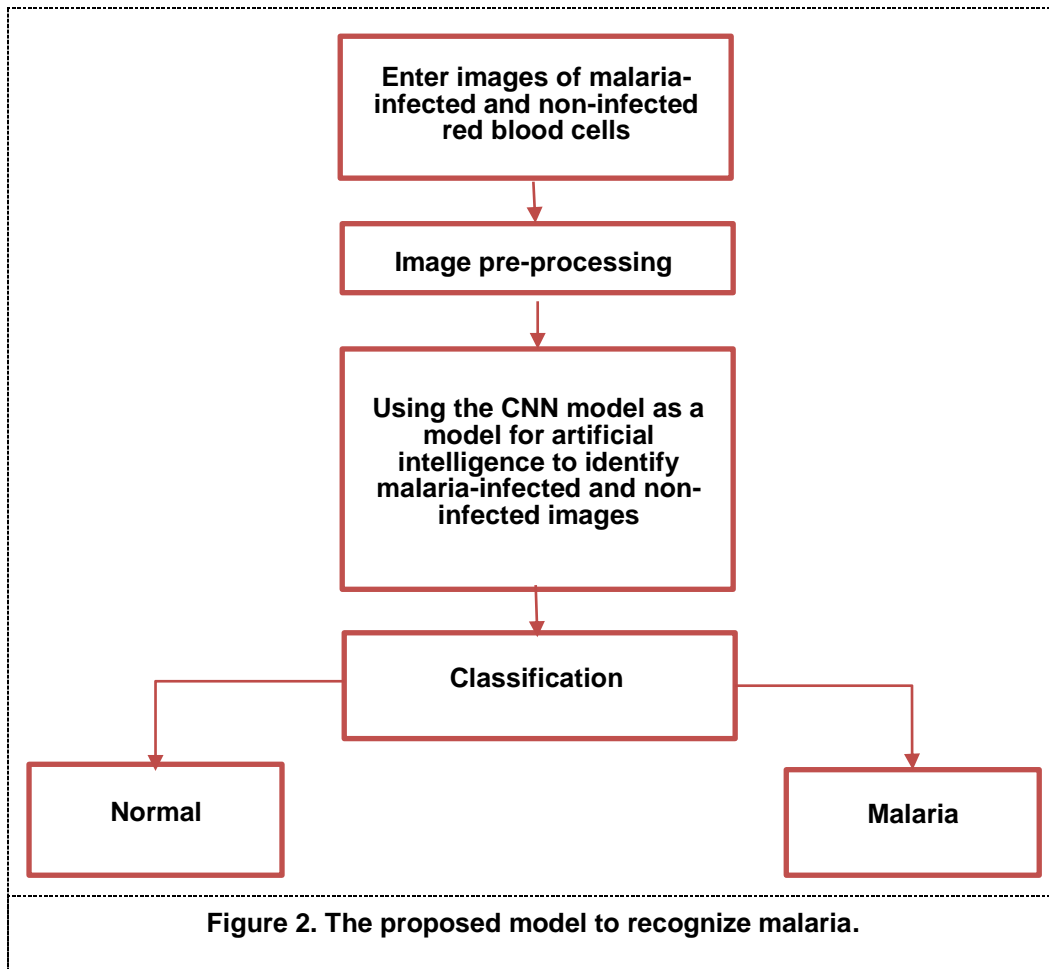 Enter images of malaria-
infected and non-infected
red blood cells
Image pre-processing
Using the CNN model as a
model for artificial
intelligence to identify
malaria-infected and non-
infected images
Classification
Normal
Malaria
Figure 2. The proposed model to recognize malaria.